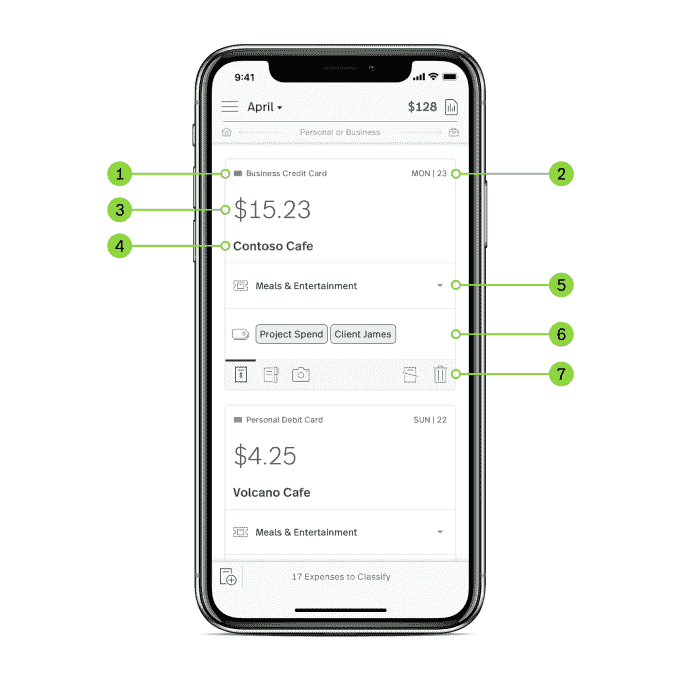 9:41
April $128
Personal or Business
1 Business Credit Card MON | 23 2
3 $15.23
4 Contoso Cafe
Meals & Entertainment 5
Project Spend Client James 6
7
Personal Debit Card SUN | 22
$4.25
Volcano Cafe
Meals & Entertainment
17 Expenses to Classify